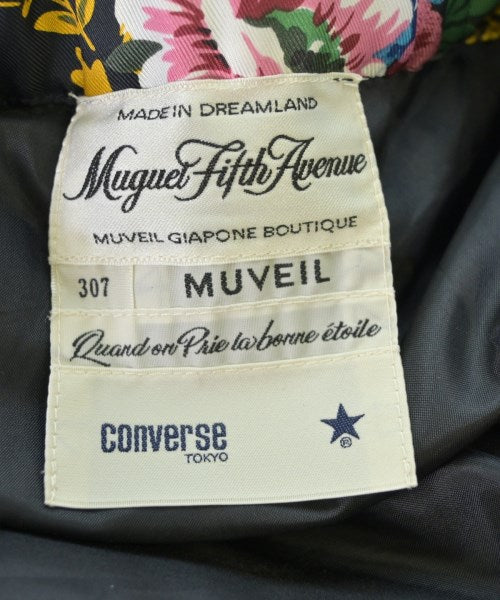 MADE IN DREAMLAND
Muguet Fifth Avenue
MUVEIL GIAPONE BOUTIQUE
307 MUVEIL
Quand on Prie la bonne étoile
CONVERSE
TOKYO
®